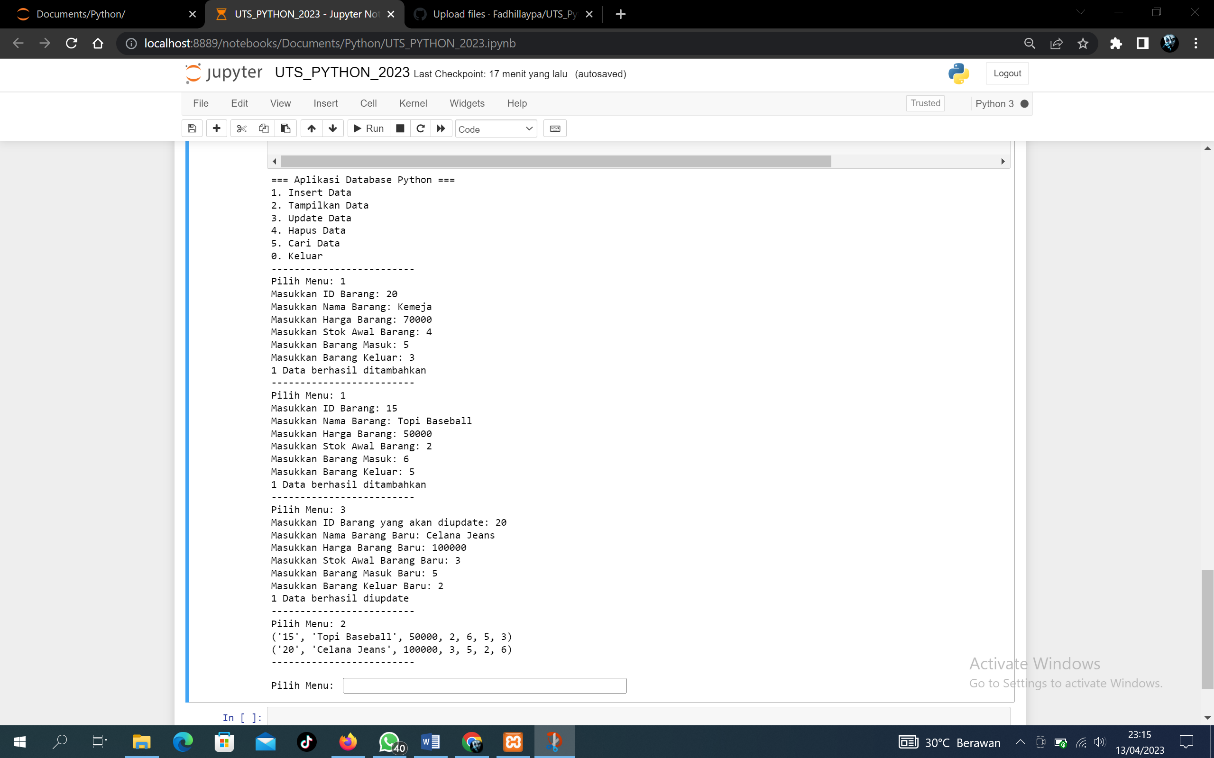 Documents/Python/
UTS_PYTHON_2023 - Jupyter No
Upload files · Fadhillaypa/UTS_Py
localhost:8889/notebooks/Documents/Python/UTS_PYTHON_2023.ipynb
jupyter UTS_PYTHON_2023 Last Checkpoint: 17 menit yang lalu (autosaved)
Logout
File Edit View Insert Cell Kernel Widgets Help
Trusted
Python 3
Run
Code
=== Aplikasi Database Python ===
1. Insert Data
2. Tampilkan Data
3. Update Data
4. Hapus Data
5. Cari Data
0. Keluar
-------------------------
Pilih Menu: 1
Masukkan ID Barang: 20
Masukkan Nama Barang: Kemeja
Masukkan Harga Barang: 70000
Masukkan Stok Awal Barang: 4
Masukkan Barang Masuk: 5
Masukkan Barang Keluar: 3
1 Data berhasil ditambahkan
-------------------------
Pilih Menu: 1
Masukkan ID Barang: 15
Masukkan Nama Barang: Topi Baseball
Masukkan Harga Barang: 50000
Masukkan Stok Awal Barang: 2
Masukkan Barang Masuk: 6
Masukkan Barang Keluar: 5
1 Data berhasil ditambahkan
-------------------------
Pilih Menu: 3
Masukkan ID Barang yang akan diupdate: 20
Masukkan Nama Barang Baru: Celana Jeans
Masukkan Harga Barang Baru: 100000
Masukkan Stok Awal Barang Baru: 3
Masukkan Barang Masuk Baru: 5
Masukkan Barang Keluar Baru: 2
1 Data berhasil diupdate
-------------------------
Pilih Menu: 2
('15', 'Topi Baseball', 50000, 2, 6, 5, 3)
('20', 'Celana Jeans', 100000, 3, 5, 2, 6)
-------------------------
Pilih Menu:
Activate Windows
Go to Settings to activate Windows.
In [ ]:
40
30°C Berawan
23:15
13/04/2023